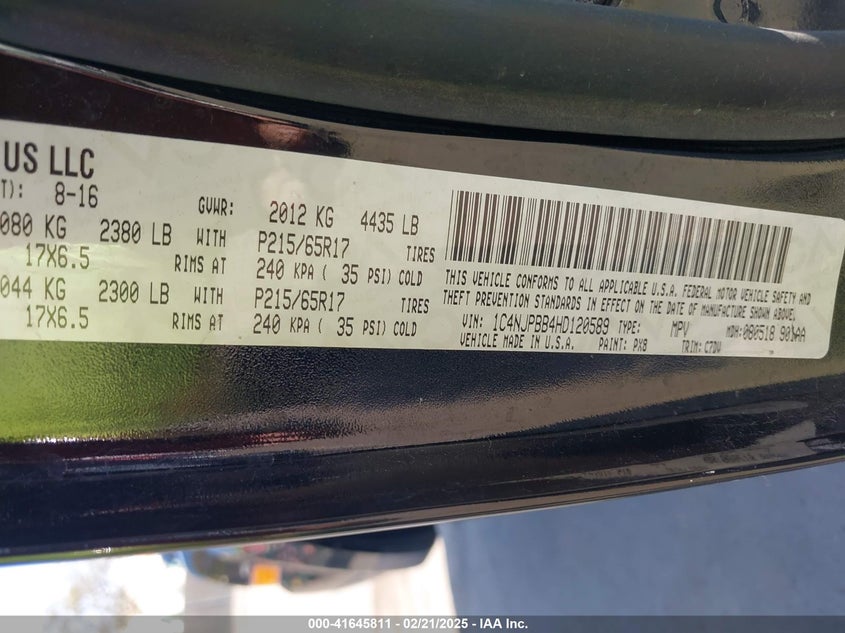 US LLC
T): 8-16
GVWR: 2012 KG 4435 LB
080 KG 2380 LB WITH P215/65R17 TIRES
17X6.5 RIMS AT 240 KPA ( 35 PSI) COLD
044 KG 2300 LB WITH P215/65R17 TIRES
17X6.5 RIMS AT 240 KPA ( 35 PSI) COLD
THIS VEHICLE CONFORMS TO ALL APPLICABLE U.S.A. FEDERAL MOTOR VEHICLE SAFETY AND
THEFT PREVENTION STANDARDS IN EFFECT ON THE DATE OF MANUFACTURE SHOWN ABOVE.
VIN: 1C4NJPBB4HD120589 TYPE: MPV MDH:080518
VEHICLE MADE IN U.S.A. PAINT: PX8 TRIM: C7DV
000-41645811 - 02/21/2025 - IAA Inc.